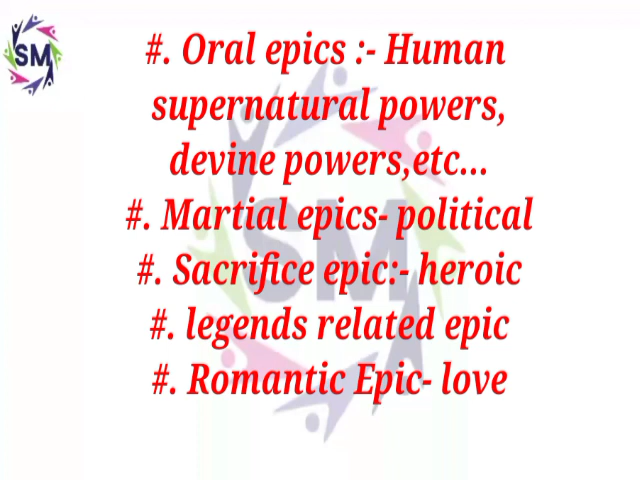 SM
#. Oral epics :- Human
supernatural powers,
devine powers,etc...
#. Martial epics- political
#. Sacrifice epic:- heroic
#. legends related epic
#. Romantic Epic- love
SM